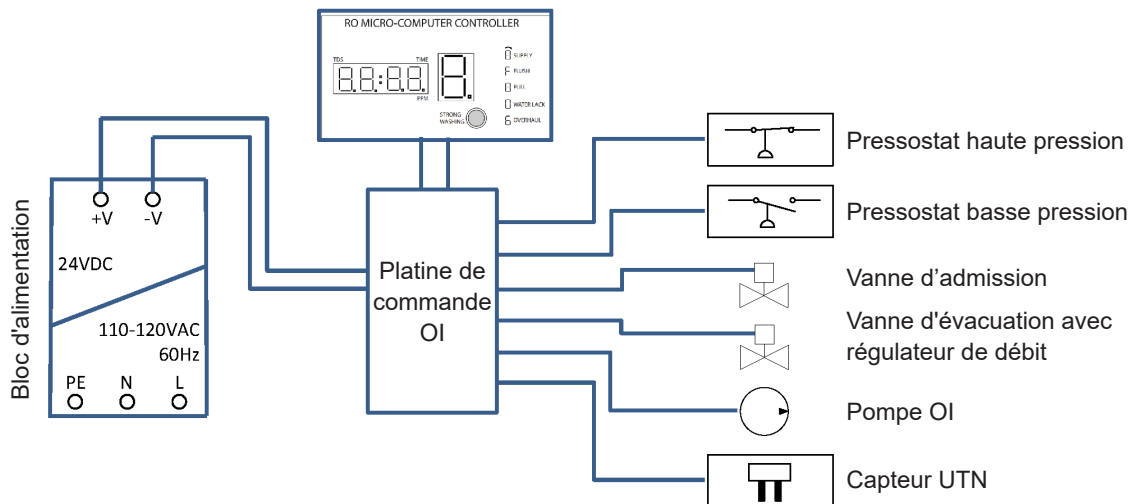 RO MICRO-COMPUTER CONTROLLER
TDS
TIME
PPM
STRONG
WASHING
SUPPLY
FLUSH
FULL
WATER LACK
OVERHAUL
Bloc d'alimentation
+V
-V
24VDC
110-120VAC
60Hz
PE
N
L
Platine de
commande
OI
Pressostat haute pression
Pressostat basse pression
Vanne d’admission
Vanne d'évacuation avec
régulateur de débit
Pompe OI
Capteur UTN